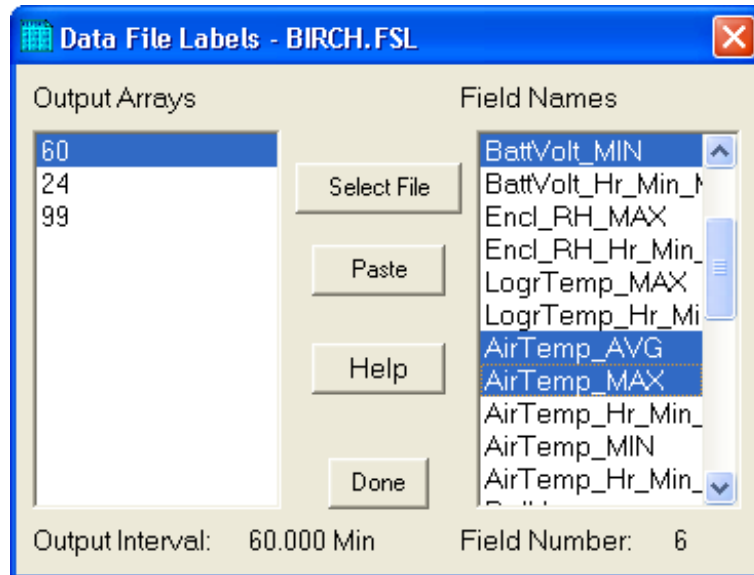 Data File Labels - BIRCH.FSL
Output Arrays
Field Names
60
24
99
Select File
Paste
Help
Done
BattVolt_MIN
BattVolt_Hr_Min_
Encl_RH_MAX
Encl_RH_Hr_Min_
LogrTemp_MAX
LogrTemp_Hr_Mi
AirTemp_AVG
AirTemp_MAX
AirTemp_Hr_Min_
AirTemp_MIN
AirTemp_Hr_Min_
Output Interval: 60.000 Min
Field Number: 6